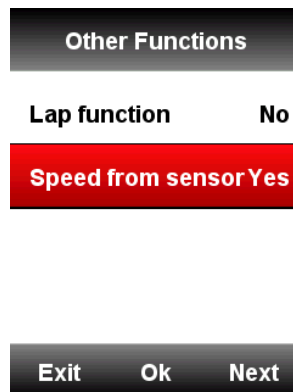 Other Functions
Lap function No
Speed from sensor Yes
Exit Ok Next